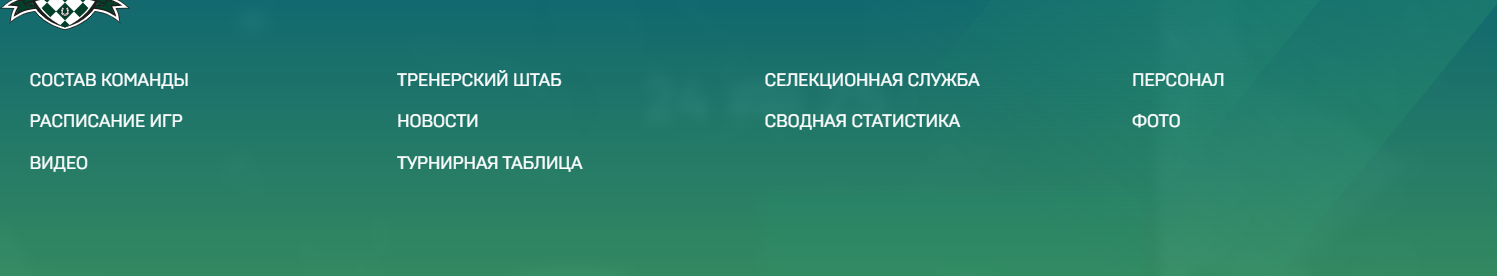 СОСТАВ КОМАНДЫ ТРЕНЕРСКИЙ ШТАБ СЕЛЕКЦИОННАЯ СЛУЖБА ПЕРСОНАЛ
РАСПИСАНИЕ ИГР НОВОСТИ СВОДНАЯ СТАТИСТИКА ФОТО
ВИДЕО ТУРНИРНАЯ ТАБЛИЦА